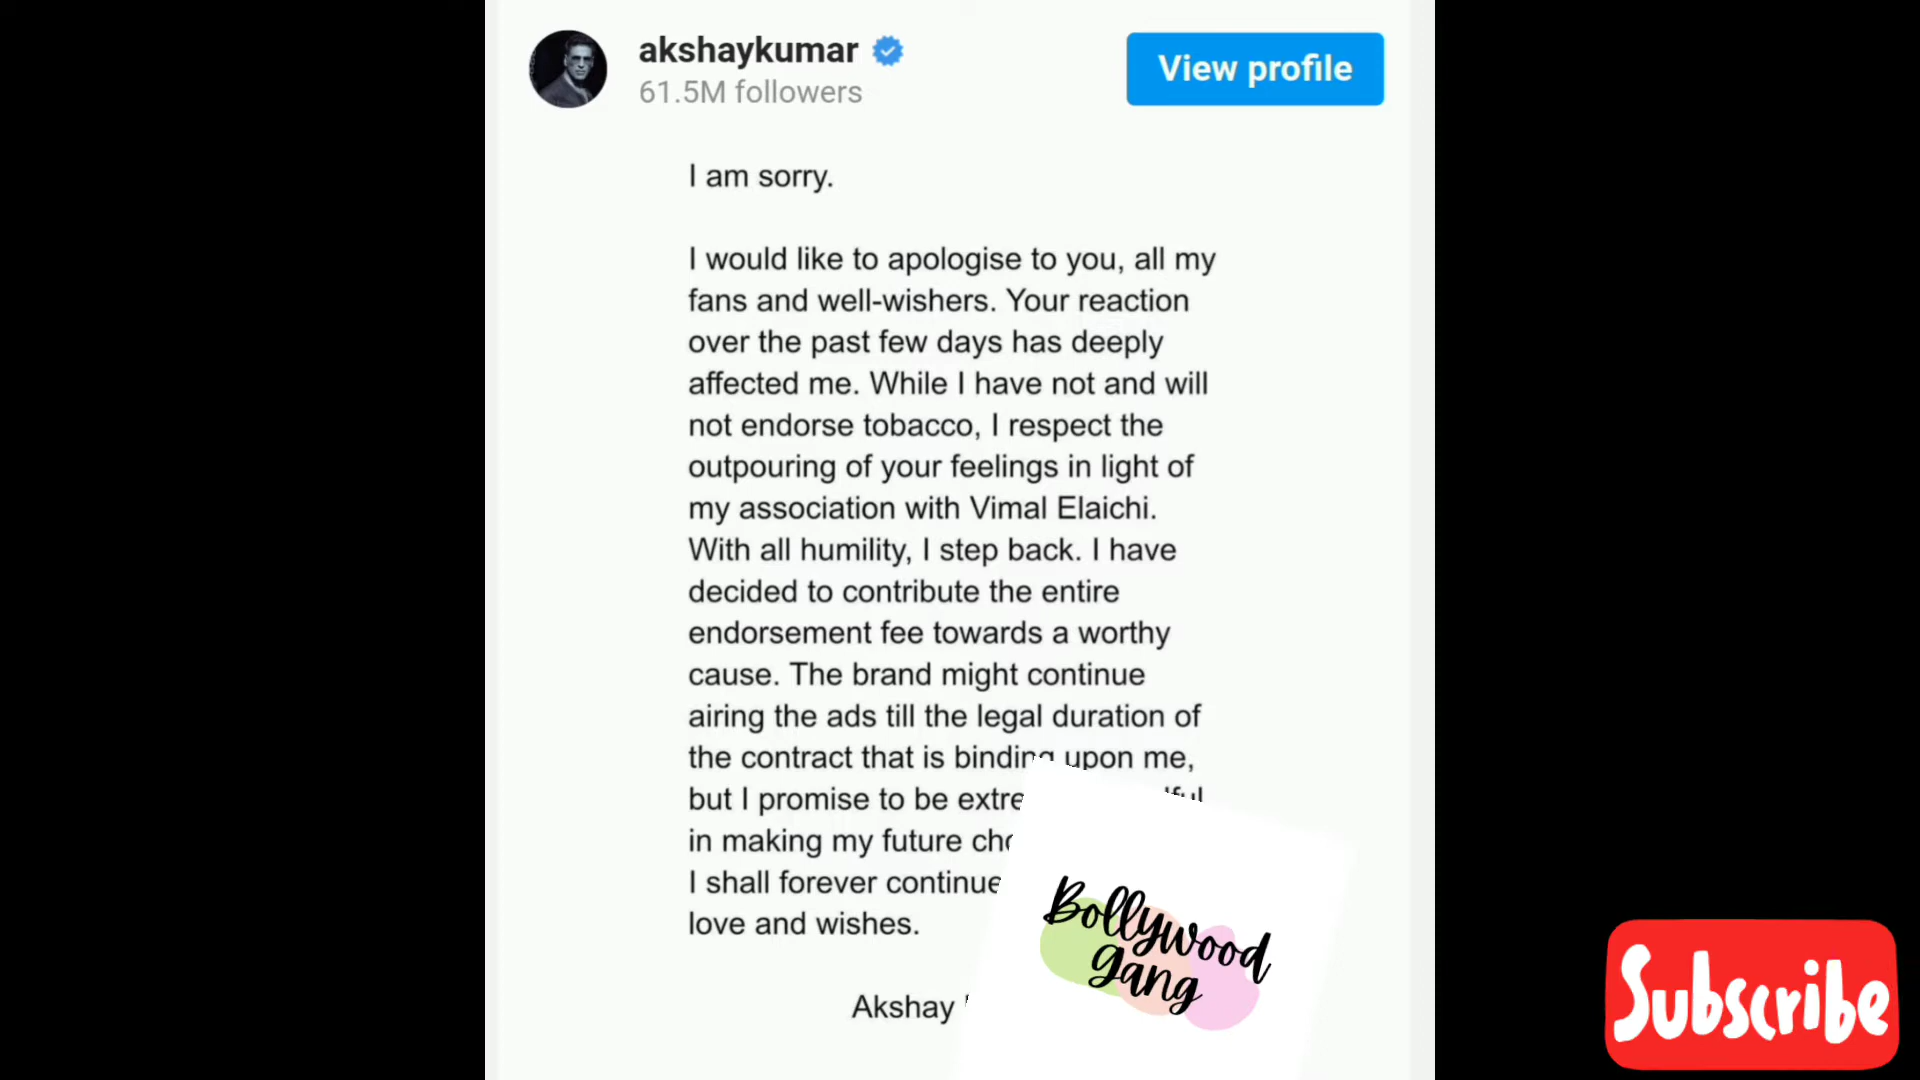 akshaykumar
61.5M followers
View profile
I am sorry.
I would like to apologise to you, all my
fans and well-wishers. Your reaction
over the past few days has deeply
affected me. While I have not and will
not endorse tobacco, I respect the
outpouring of your feelings in light of
my association with Vimal Elaichi.
With all humility, I step back. I have
decided to contribute the entire
endorsement fee towards a worthy
cause. The brand might continue
airing the ads till the legal duration of
the contract that is binding upon me,
but I promise to be
in making my future
I shall forever continue
love and wishes.
Akshay
Bollywood
gang
Subscribe